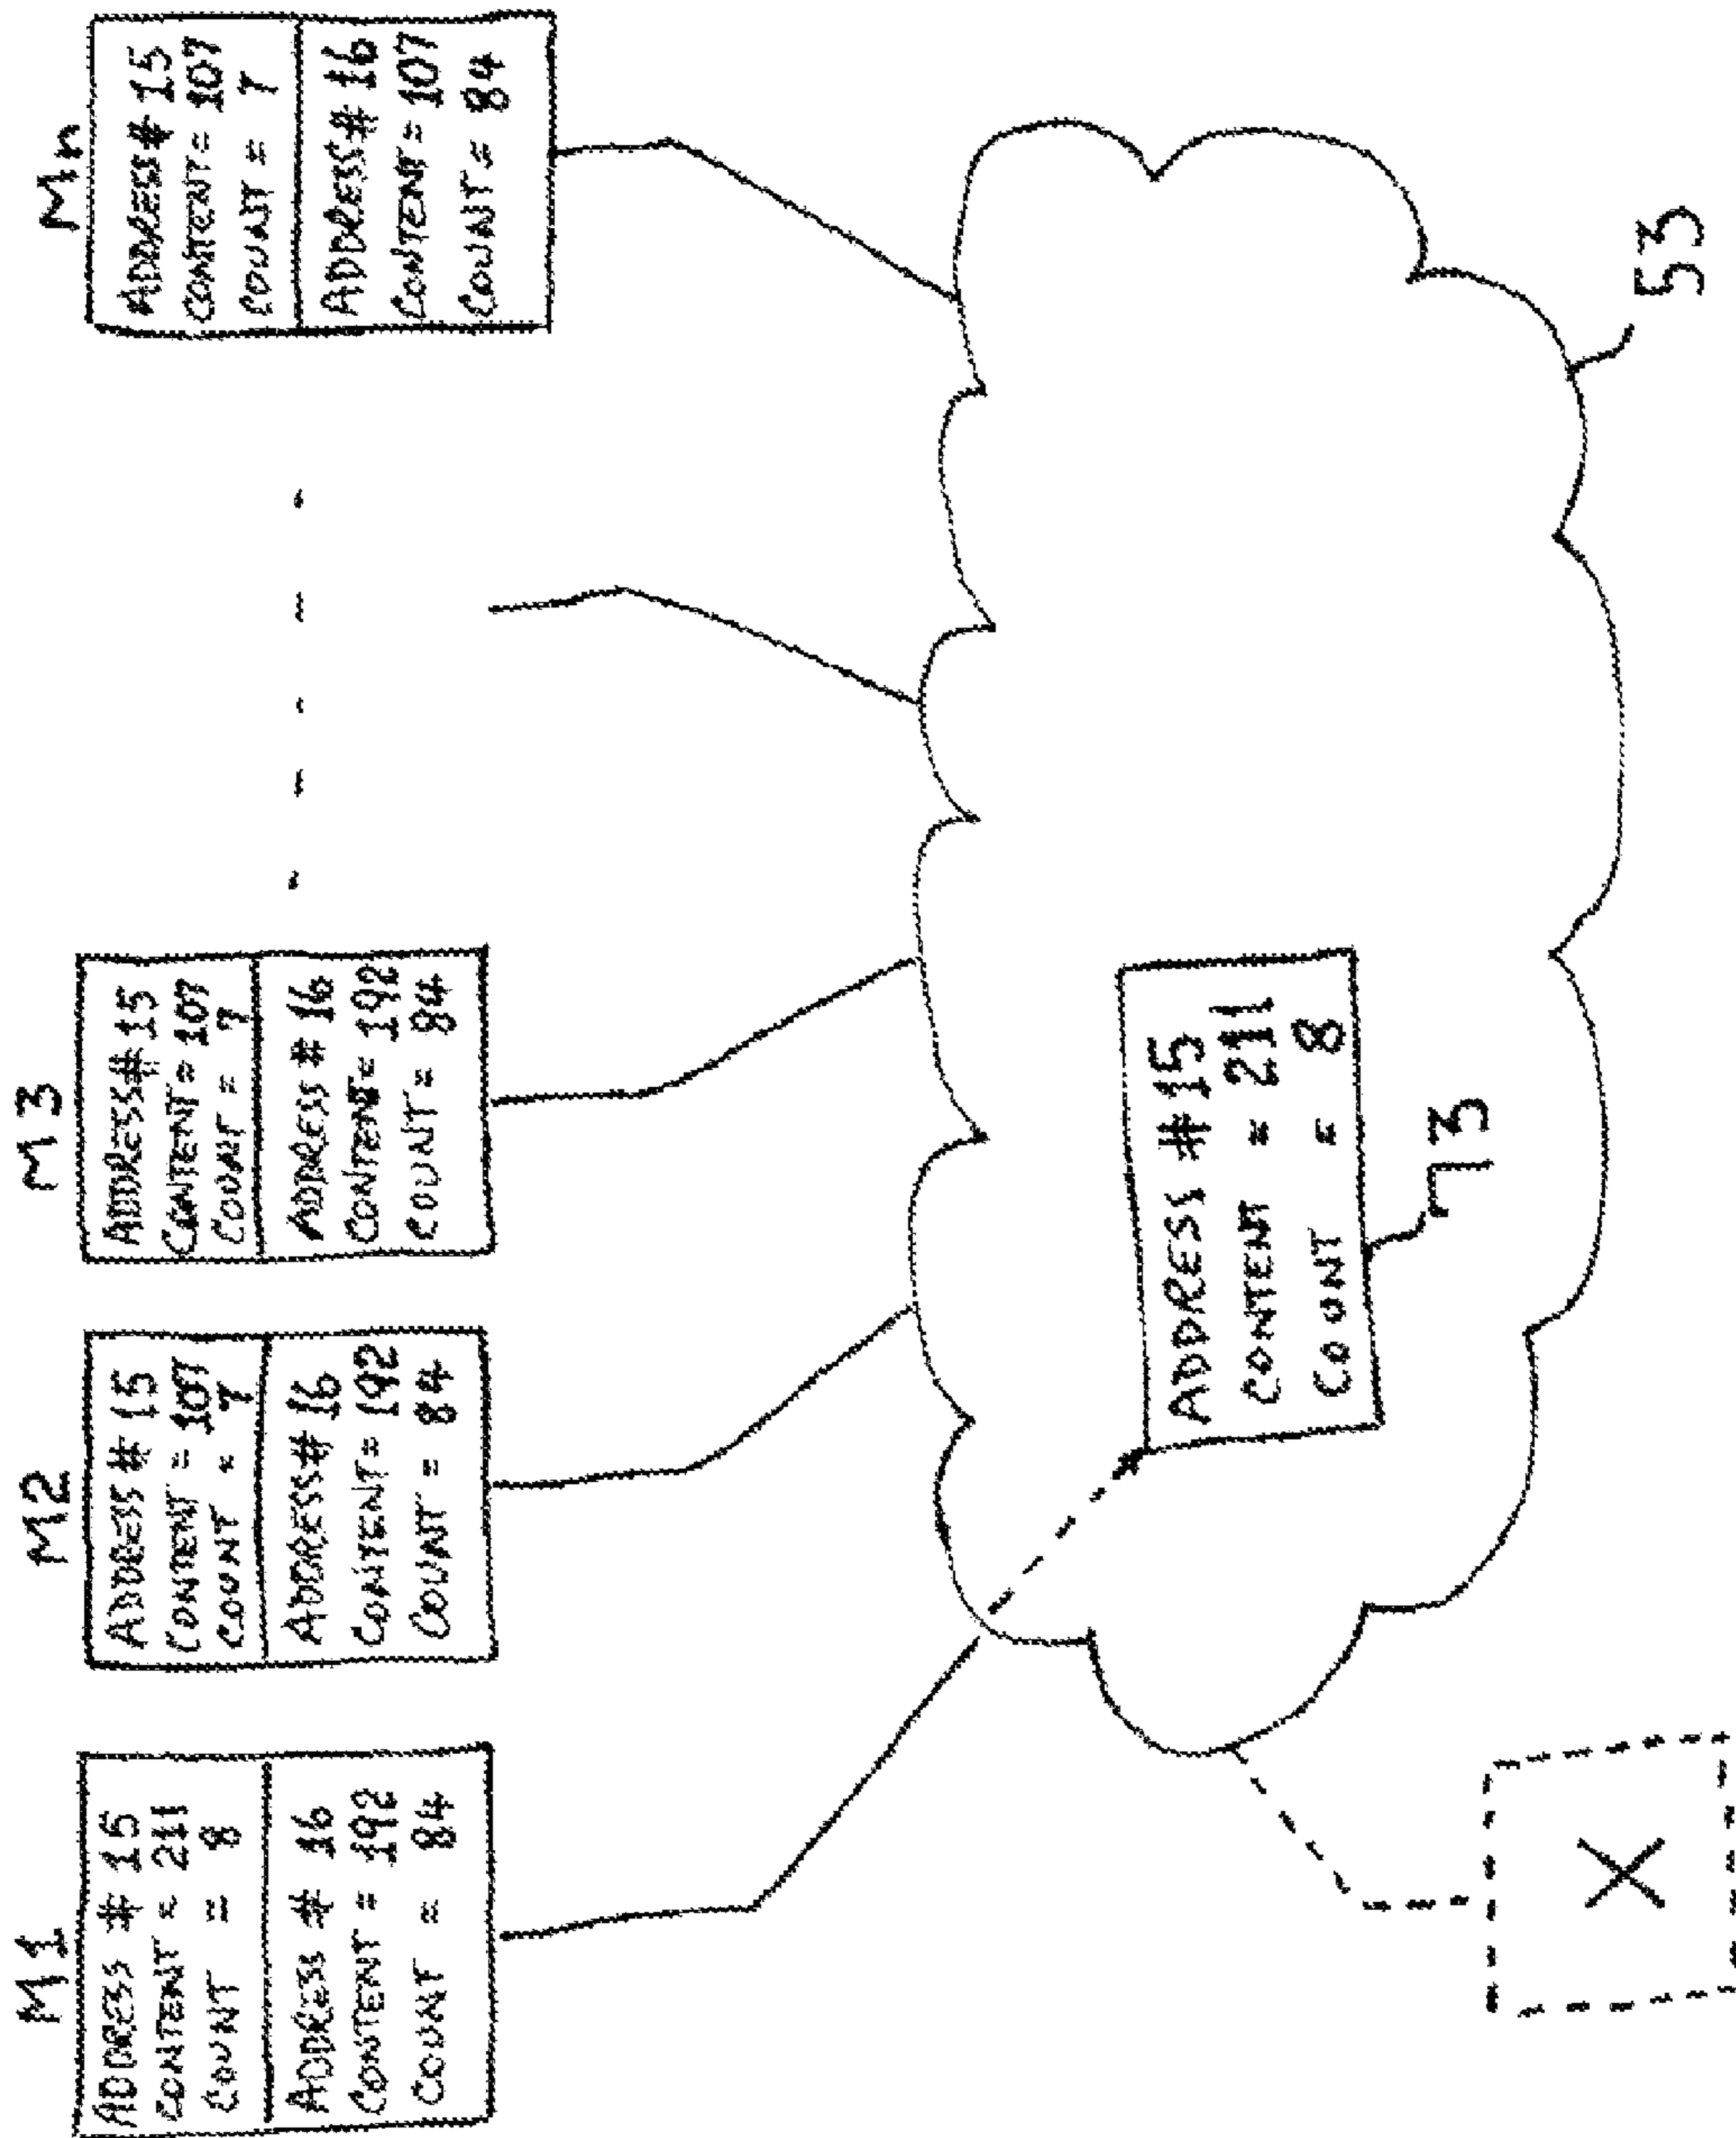 M1
ADDRESS # 15
CONTENT = 211
COUNT = 8
ADDRESS # 16
CONTENT = 192
COUNT = 84
M2
ADDRESS # 15
CONTENT = 107
COUNT = 7
ADDRESS # 16
CONTENT = 192
COUNT = 84
M3
ADDRESS # 15
CONTENT = 107
COUNT = 7
ADDRESS # 16
CONTENT = 192
COUNT = 84
Mn
ADDRESS # 15
CONTENT = 107
COUNT = 7
ADDRESS # 16
CONTENT = 107
COUNT = 84
ADDRESS #15
CONTENT = 211
COUNT = 8
73
53
X